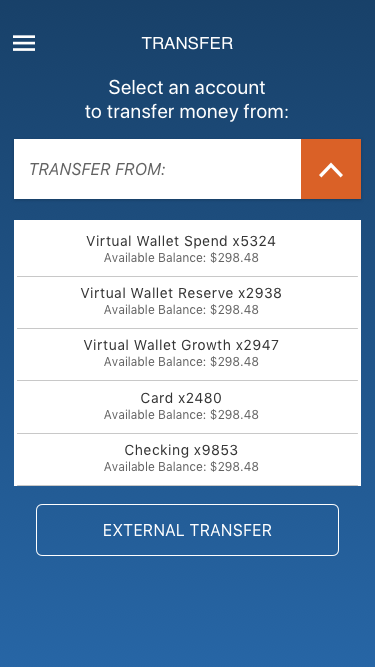 TRANSFER
Select an account
to transfer money from:
TRANSFER FROM:
Virtual Wallet Spend x5324
Available Balance: $298.48
Virtual Wallet Reserve x2938
Available Balance: $298.48
Virtual Wallet Growth x2947
Available Balance: $298.48
Card x2480
Available Balance: $298.48
Checking x9853
Available Balance: $298.48
EXTERNAL TRANSFER